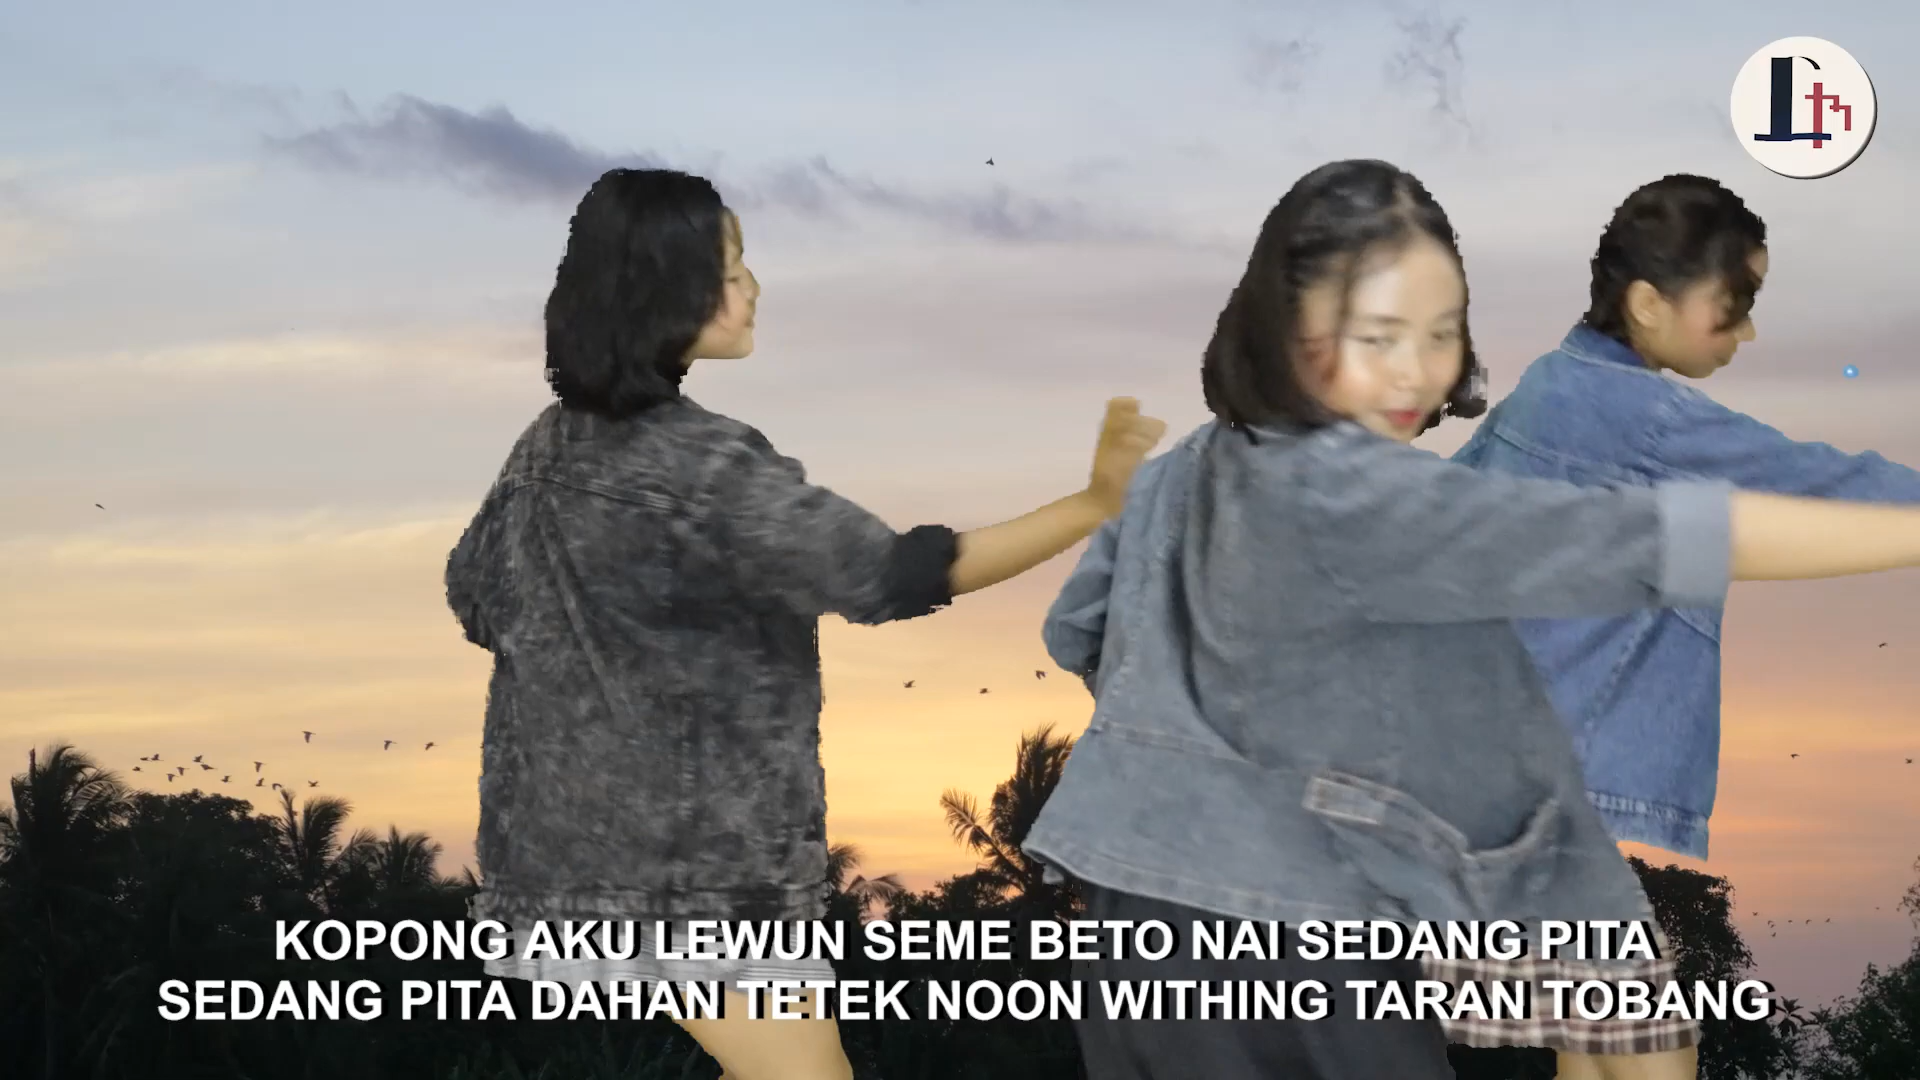 KOPONG AKU LEWUN SEME BETO NAI SEDANG PITA
SEDANG PITA DAHAN TETEK NOON WITHING TARAN TOBANG